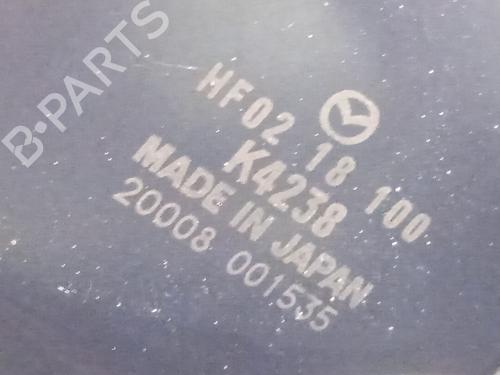 B-PARTS
HF02 18 100
K4238
MADE IN JAPAN
20008 001535